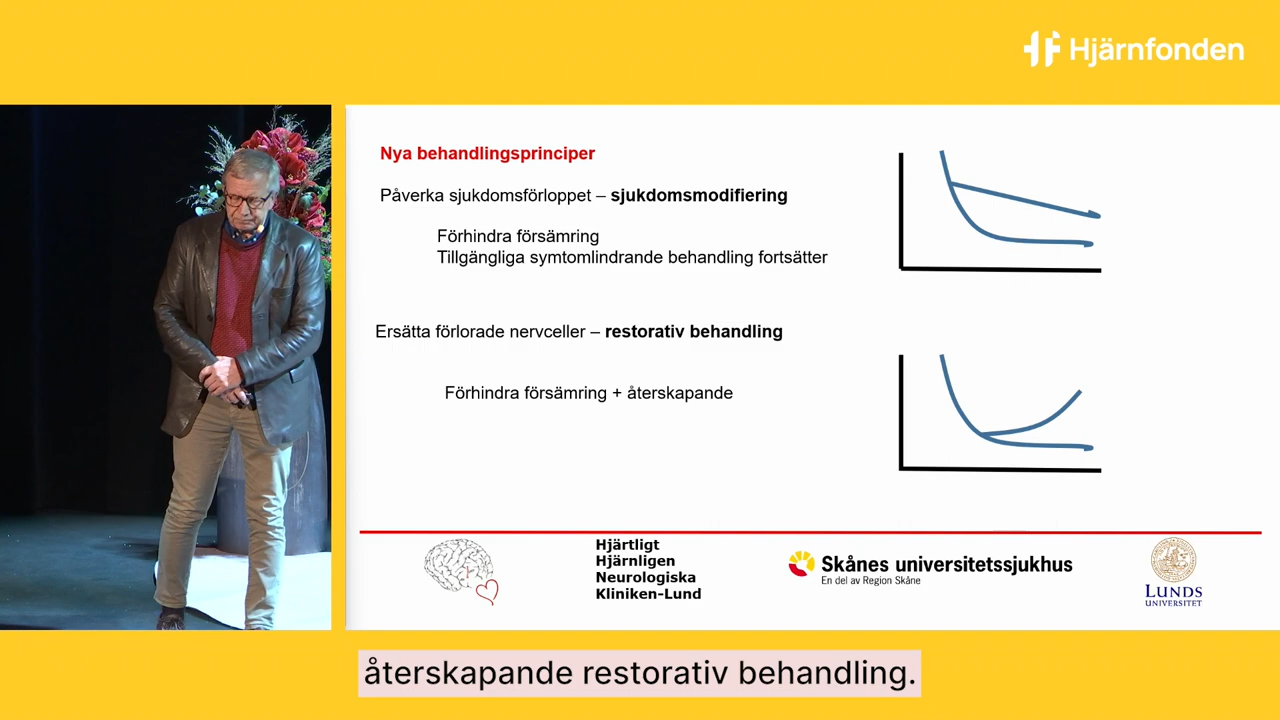 Hjärnfonden
Nya behandlingsprinciper
Påverka sjukdomsförloppet – sjukdomsmodifiering
Förhindra försämring
Tillgängliga symtomlindrande behandling fortsätter
Ersätta förlorade nervceller – restorativ behandling
Förhindra försämring + återskapande
Hjärtligt
Hjärnligen
Neurologiska
Kliniken-Lund
Skånes universitetssjukhus
En del av Region Skåne
LUNDS
UNIVERSITET
återskapande restorativ behandling.